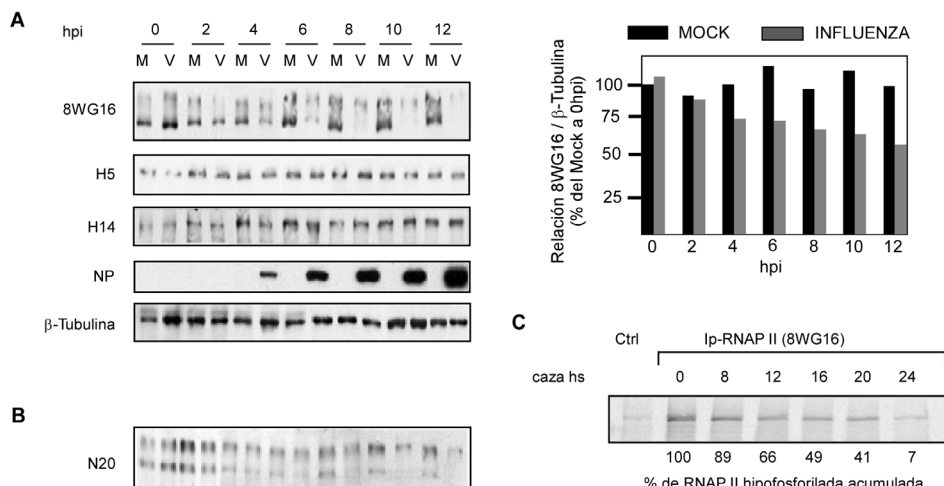 A
hpi 0 2 4 6 8 10 12
M V M V M V M V M V M V M V
8WG16
H5
H14
NP
β-Tubulina
MOCK INFLUENZA
Relación 8WG16 / β-Tubulina
(% del Mock a 0hpi)
100
75
50
25
0 2 4 6 8 10 12
hpi
B
N20
C
Ctrl Ip-RNAP II (8WG16)
caza hs 0 8 12 16 20 24
100 89 66 49 41 7
% de RNAP II hipofosforilada acumulada